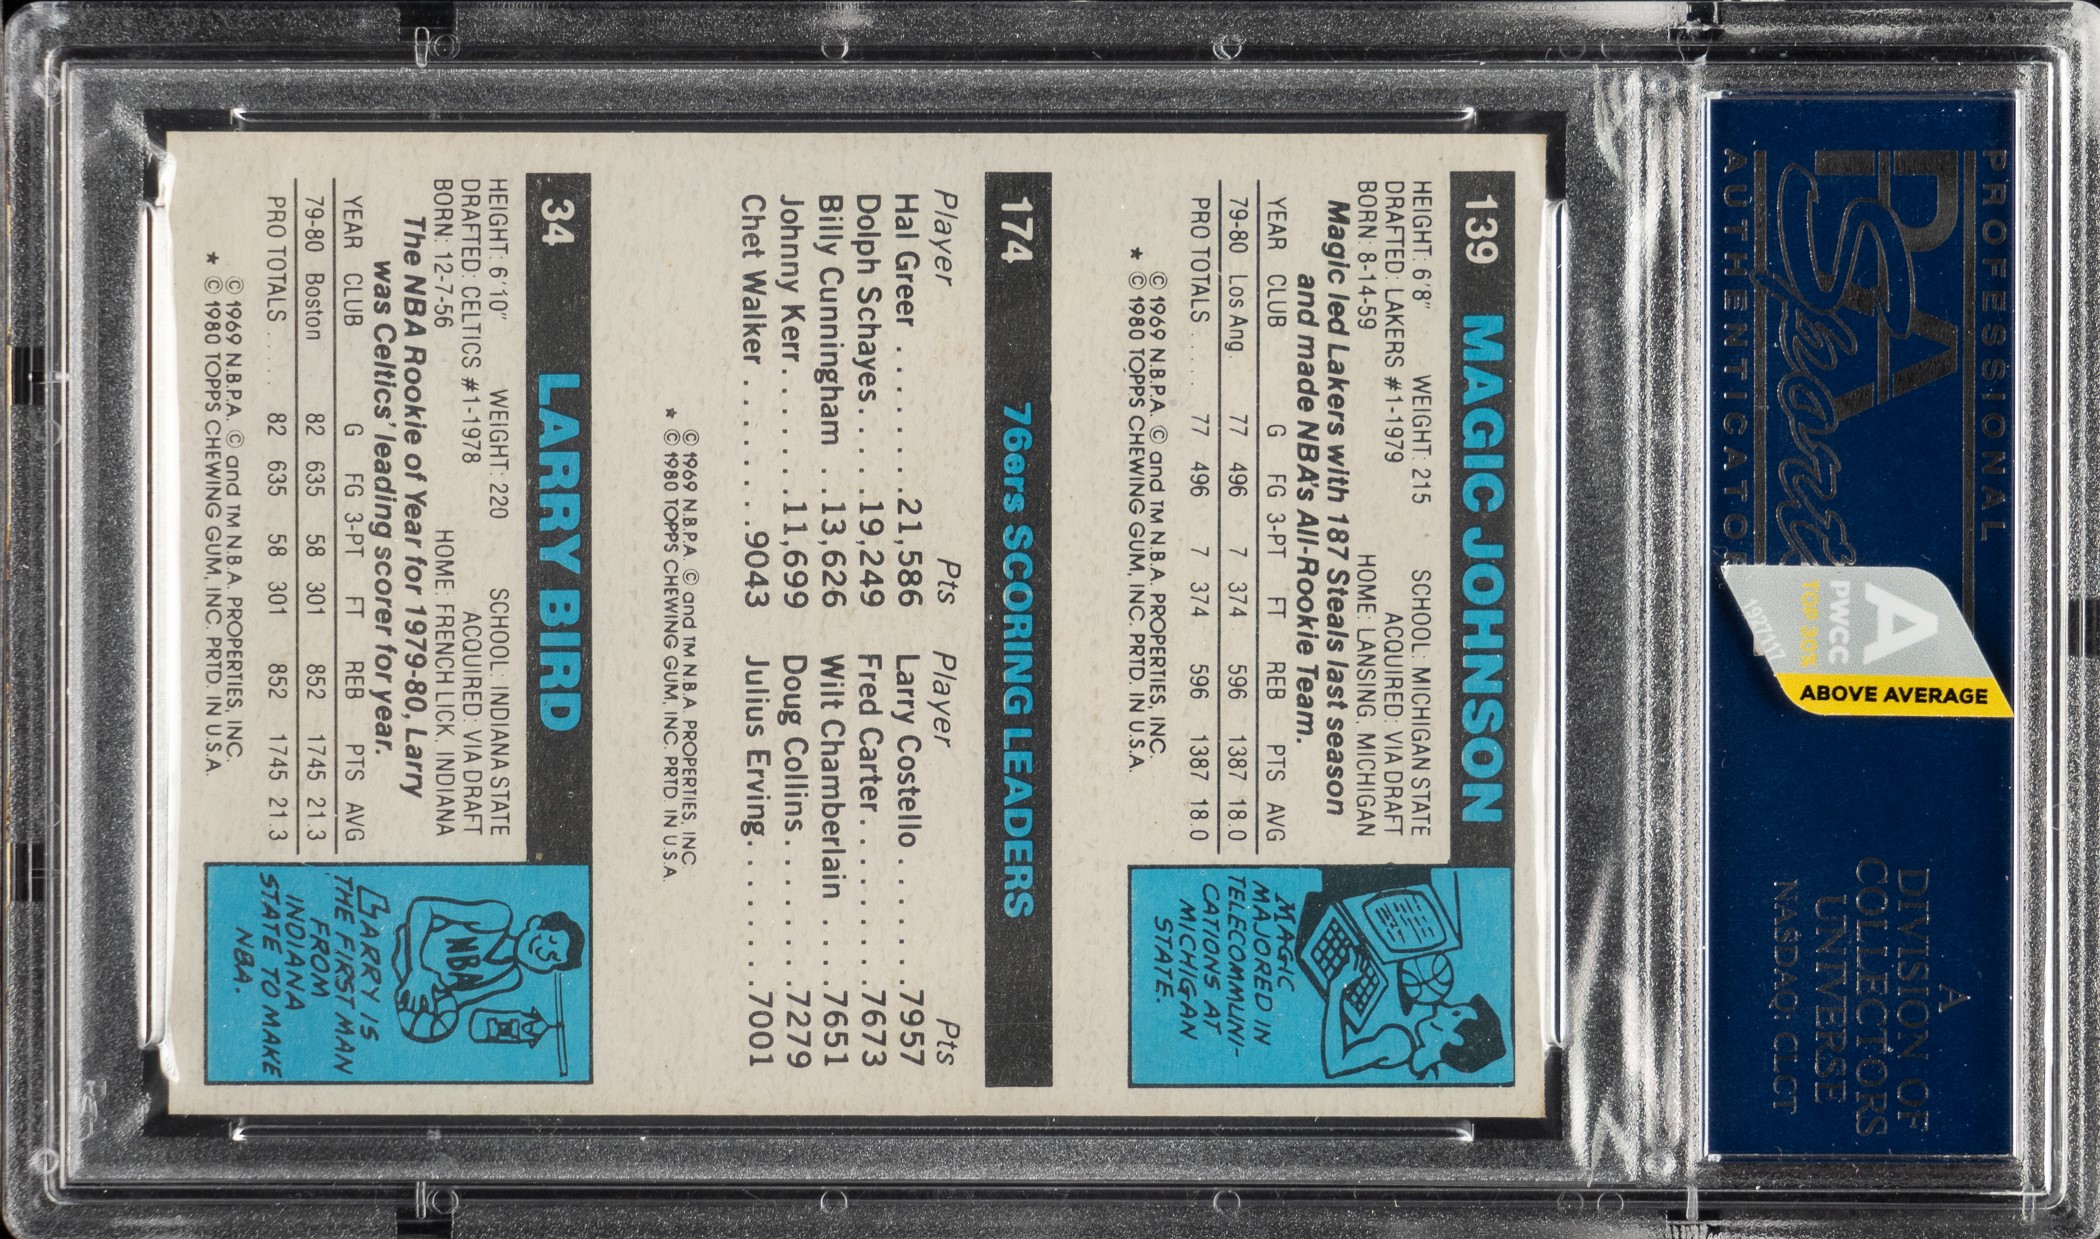 PROFESSIONAL
PSA
Sports
AUTHENTICATOR
A
PWCC
TOP 30%
1927117
ABOVE AVERAGE
A
DIVISION OF
COLLECTORS
UNIVERSE
NASDAQ: CLCT
139 MAGIC JOHNSON
HEIGHT: 6'8" WEIGHT: 215 SCHOOL: MICHIGAN STATE
DRAFTED: LAKERS #1-1979 ACQUIRED: VIA DRAFT
BORN: 8-14-59 HOME: LANSING, MICHIGAN
Magic led Lakers with 187 Steals last season
and made NBA's All-Rookie Team.
YEAR CLUB G FG 3-PT FT REB PTS AVG
79-80 Los Ang. 77 496 7 374 596 1387 18.0
PRO TOTALS ..... 77 496 7 374 596 1387 18.0
© 1969 N.B.P.A. © and TM N.B.A. PROPERTIES, INC.
* © 1980 TOPPS CHEWING GUM, INC. PRTD. IN U.S.A.
MAGIC
MAJORED IN
TELECOMMUNI-
CATIONS AT
MICHIGAN
STATE.
174 76ers SCORING LEADERS
Player Pts Player Pts
Hal Greer . . . . . . . .21,586 Larry Costello . . . . . . .7957
Dolph Schayes. . . . .19,249 Fred Carter. . . . . . . . .7673
Billy Cunningham . .13,626 Wilt Chamberlain . . . .7651
Johnny Kerr. . . . . . .11,699 Doug Collins . . . . . . . .7279
Chet Walker . . . . . . . .9043 Julius Erving. . . . . . . .7001
© 1969 N.B.P.A. © and TM N.B.A. PROPERTIES, INC.
* © 1980 TOPPS CHEWING GUM, INC. PRTD. IN U.S.A.
34 LARRY BIRD
HEIGHT: 6'10" WEIGHT: 220 SCHOOL: INDIANA STATE
DRAFTED: CELTICS #1-1978 ACQUIRED: VIA DRAFT
BORN: 12-7-56 HOME: FRENCH LICK, INDIANA
The NBA Rookie of Year for 1979-80, Larry
was Celtics' leading scorer for year.
YEAR CLUB G FG 3-PT FT REB PTS AVG
79-80 Boston 82 635 58 301 852 1745 21.3
PRO TOTALS ..... 82 635 58 301 852 1745 21.3
© 1969 N.B.P.A. © and TM N.B.A. PROPERTIES, INC.
* © 1980 TOPPS CHEWING GUM, INC. PRTD. IN U.S.A.
NBA
LARRY IS
THE FIRST MAN
FROM
INDIANA
STATE TO MAKE
NBA.